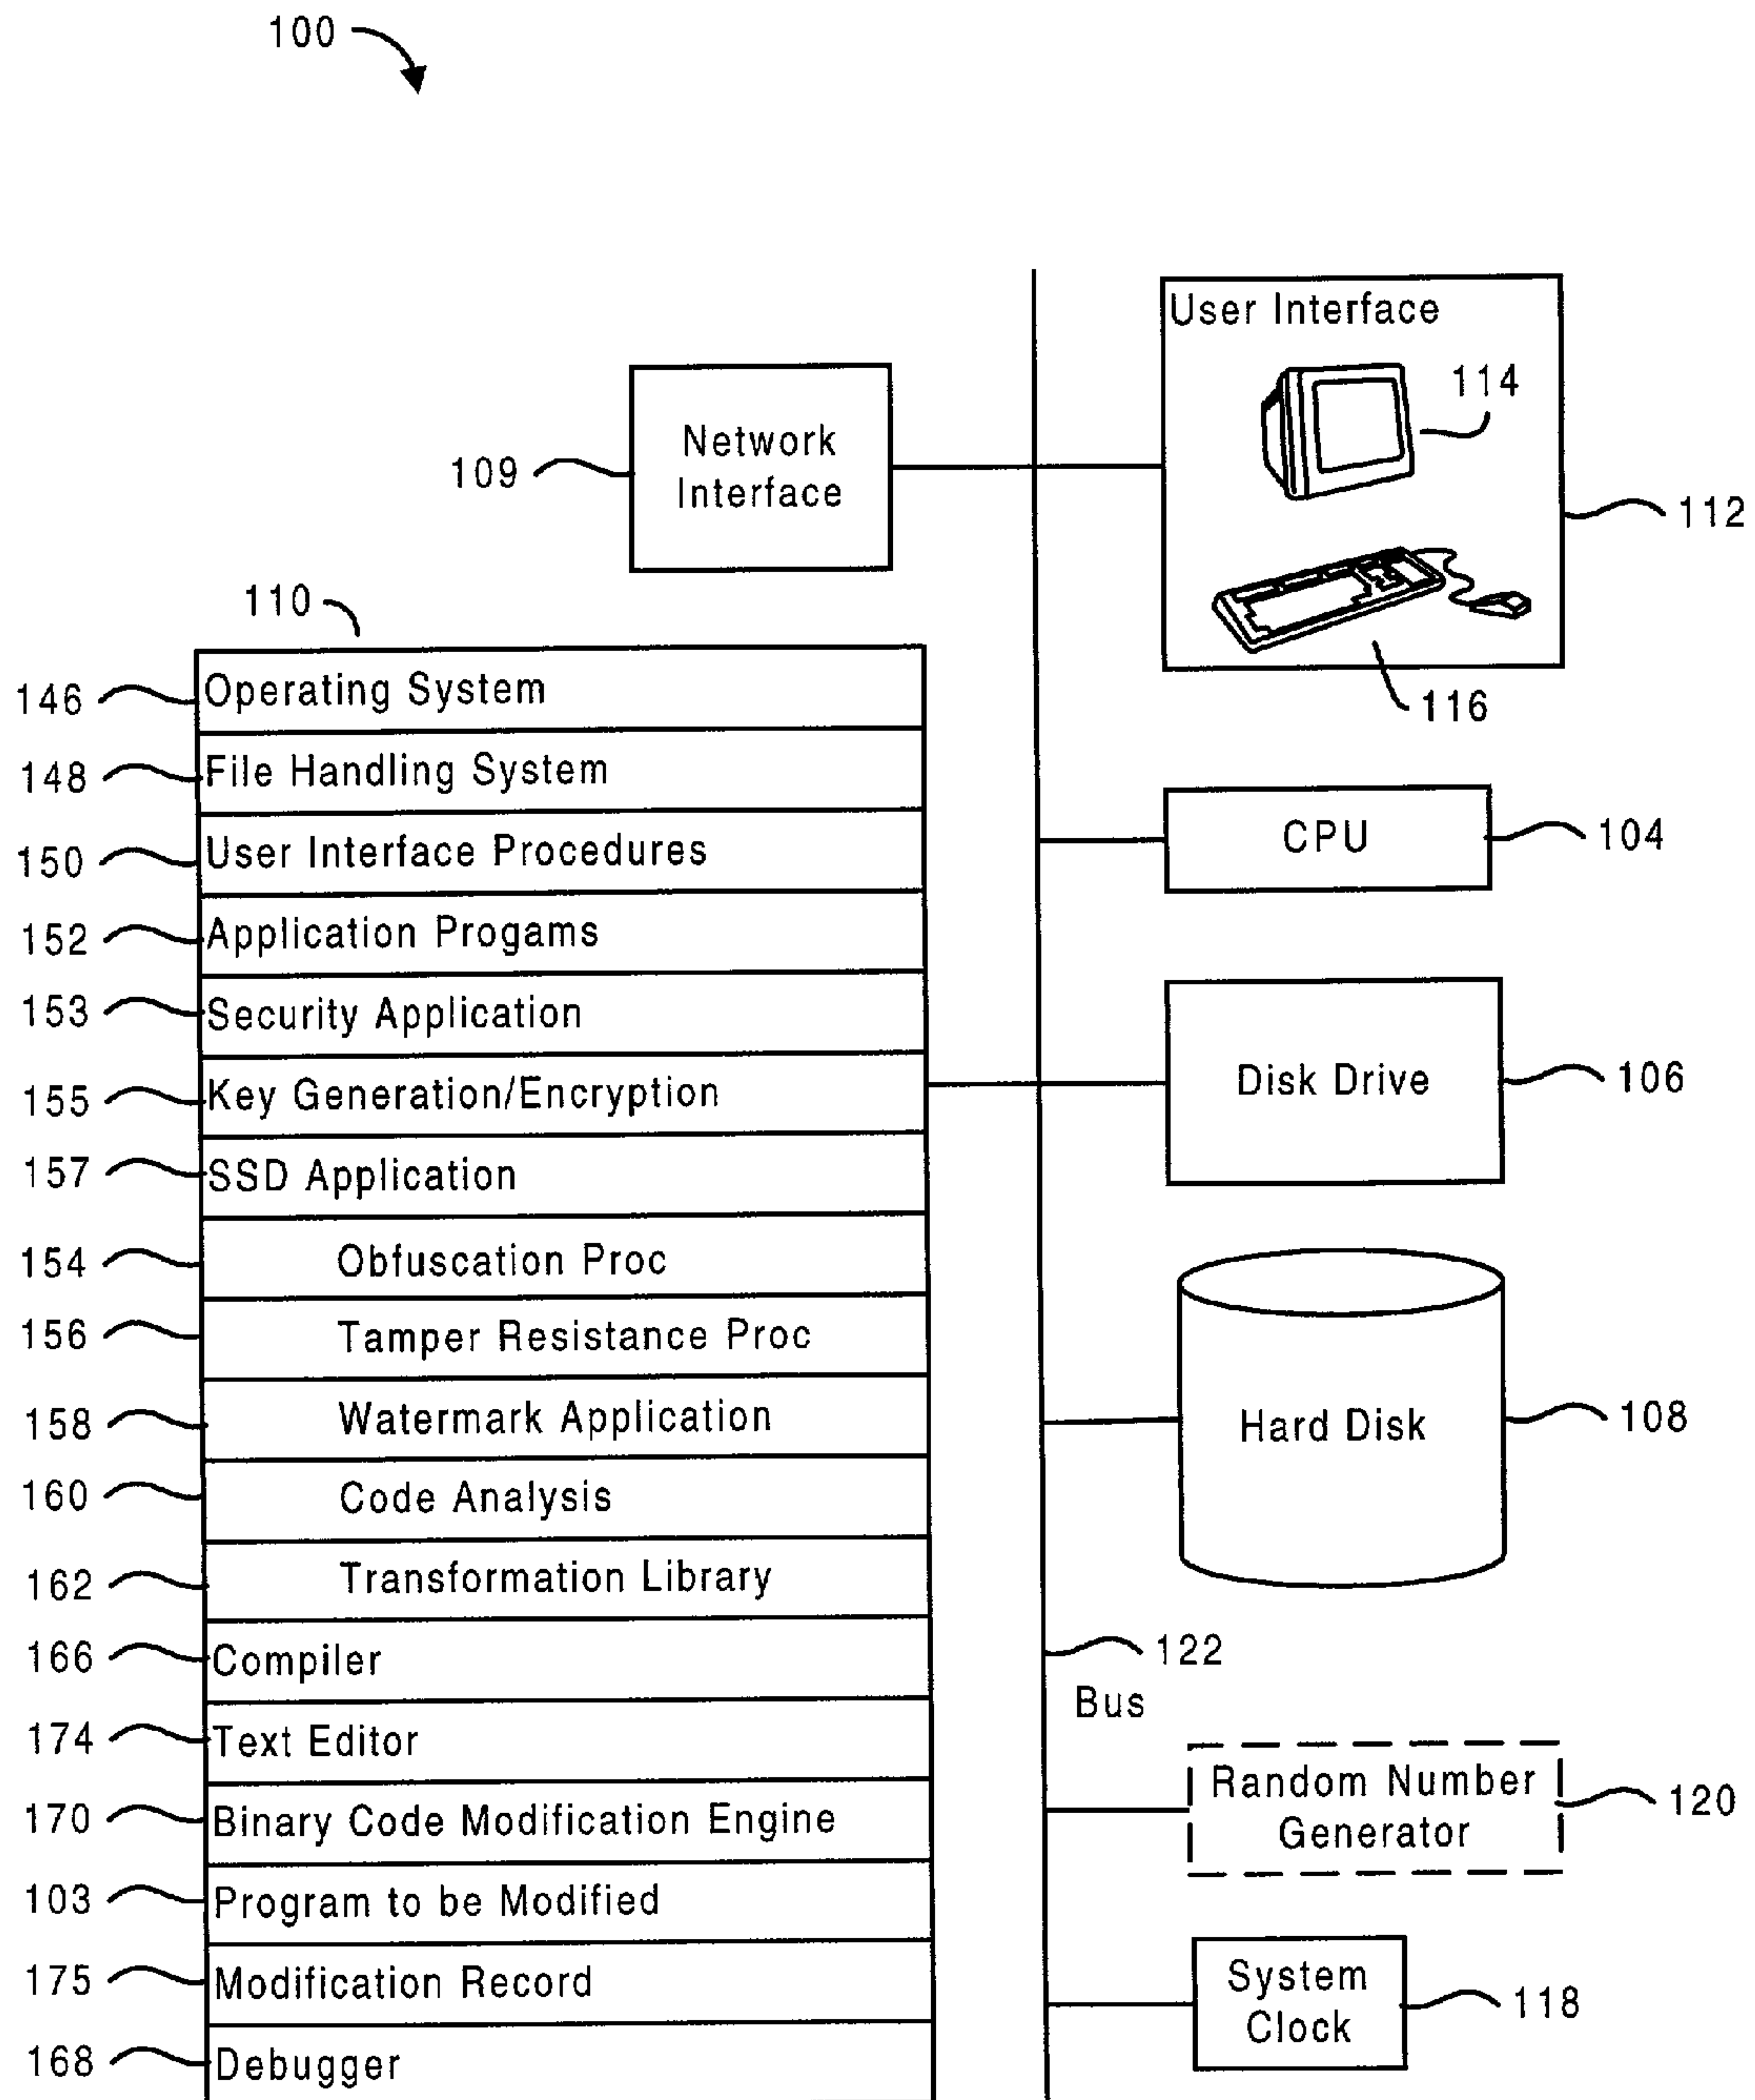 100
User Interface
114
Network
Interface
109
112
110
116
146 Operating System
148 File Handling System
150 User Interface Procedures
CPU 104
152 Application Progams
153 Security Application
155 Key Generation/Encryption
Disk Drive 106
157 SSD Application
154 Obfuscation Proc
156 Tamper Resistance Proc
158 Watermark Application
Hard Disk 108
160 Code Analysis
162 Transformation Library
166 Compiler
122
Bus
174 Text Editor
170 Binary Code Modification Engine
Random Number
Generator
120
103 Program to be Modified
175 Modification Record
System
Clock
118
168 Debugger